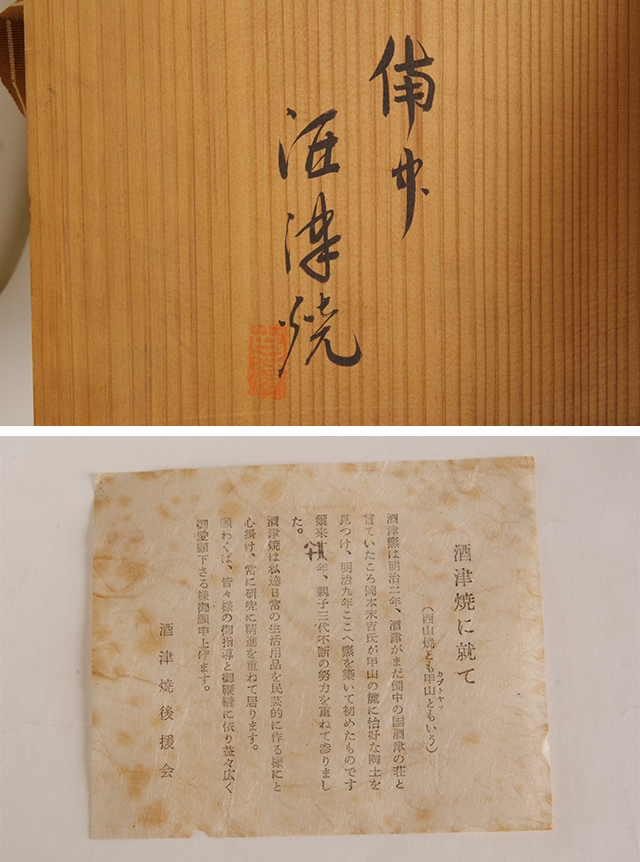 備中
酒津焼
酒津焼に就て
(酉山焼とも甲山ともいう)
カブトヤマ
酒津窯は明治二年、酒津がまだ備中の国酒津の荘と
言ていたころ岡本末吉氏が甲山の麓に恰好な陶土を
見つけ、明治九年ここへ窯を築いて初めたものです
爾来 年、親子三代不断の努力を重ねて参りまし
た。
酒津焼は私達日常の生活用品を民芸的に作る様にと
心掛け、常に研究に精進を重ねて居ります。
願わくば、皆々様の御指導と御鞭韃に依り益々広く
御愛顧下さる様御願申上げます。
酒津焼後援会